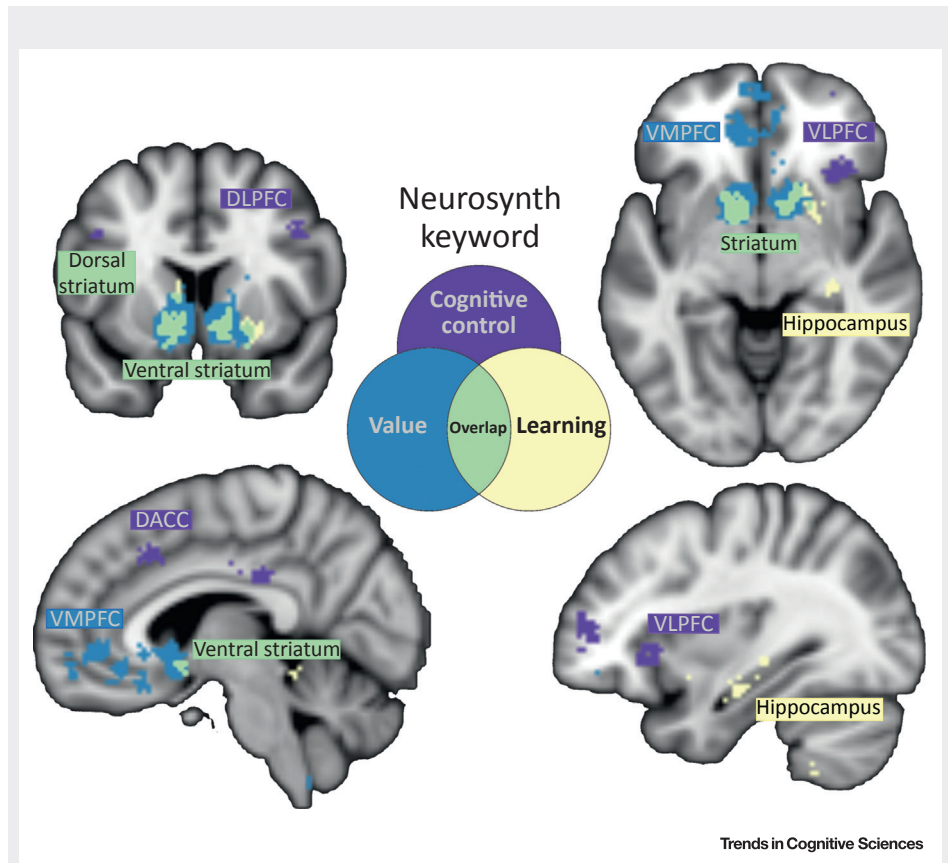 VMPFC
VLPFC
DLPFC
Neurosynth
keyword
Dorsal
striatum
Striatum
Cognitive
control
Hippocampus
Ventral striatum
Value
Overlap
Learning
DACC
VMPFC
VLPFC
Ventral striatum
Hippocampus
Trends in Cognitive Sciences